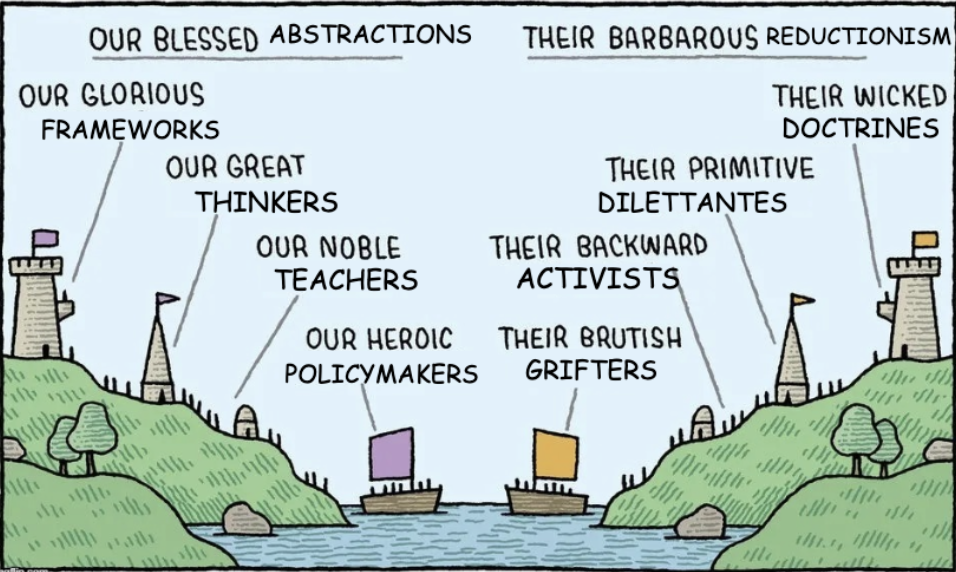 OUR BLESSED ABSTRACTIONS
THEIR BARBAROUS REDUCTIONISM
OUR GLORIOUS
FRAMEWORKS
THEIR WICKED
DOCTRINES
OUR GREAT
THINKERS
THEIR PRIMITIVE
DILETTANTES
OUR NOBLE
TEACHERS
THEIR BACKWARD
ACTIVISTS
OUR HEROIC
POLICYMAKERS
THEIR BRUTISH
GRIFTERS